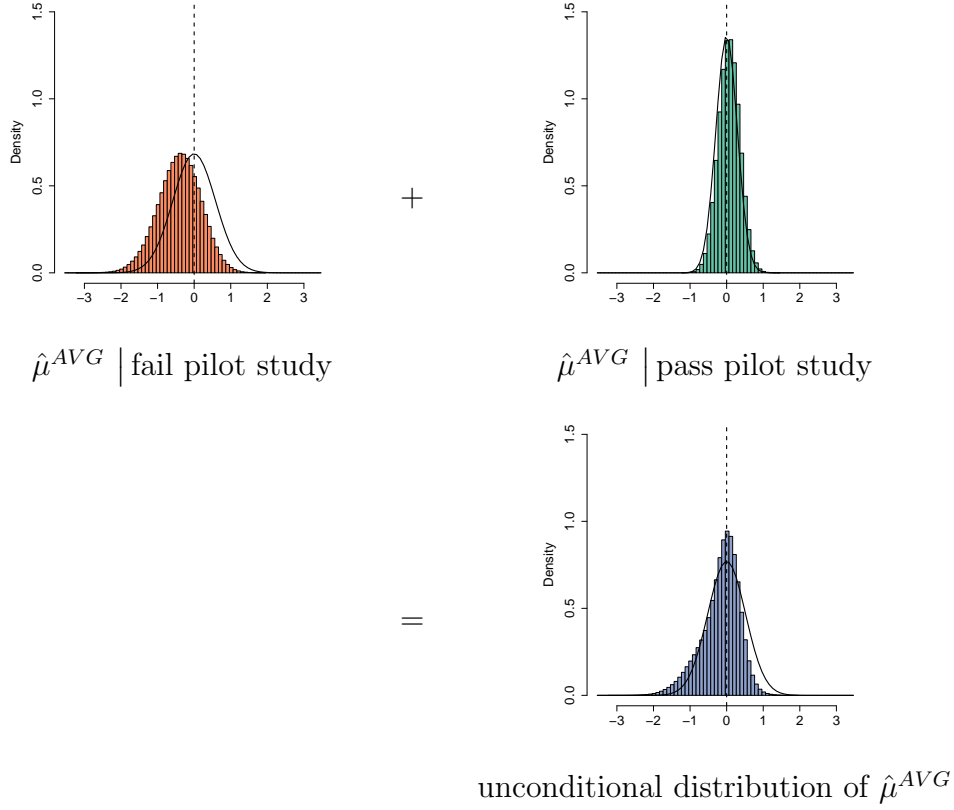 1.5
1.0
0.5
0.0
Density
−3 −2 −1 0 1 2 3
μ̂^{AVG} | fail pilot study
+
1.5
1.0
0.5
0.0
Density
−3 −2 −1 0 1 2 3
μ̂^{AVG} | pass pilot study
=
1.5
1.0
0.5
0.0
Density
−3 −2 −1 0 1 2 3
unconditional distribution of μ̂^{AVG}